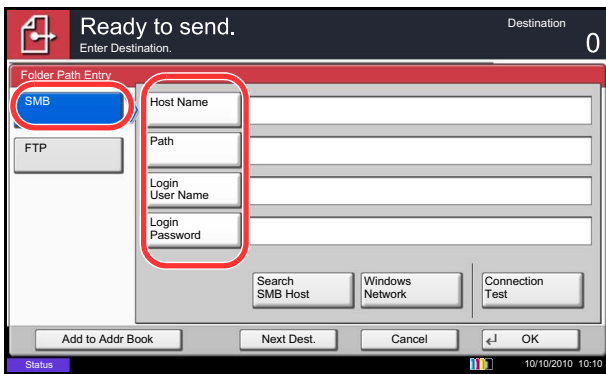 Ready to send.
Destination
Enter Destination.
0
Folder Path Entry
SMB
Host Name
FTP
Path
Login
User Name
Login
Password
Search
SMB Host
Windows
Network
Connection
Test
Add to Addr Book
Next Dest.
Cancel
OK
Status
10/10/2010 10:10